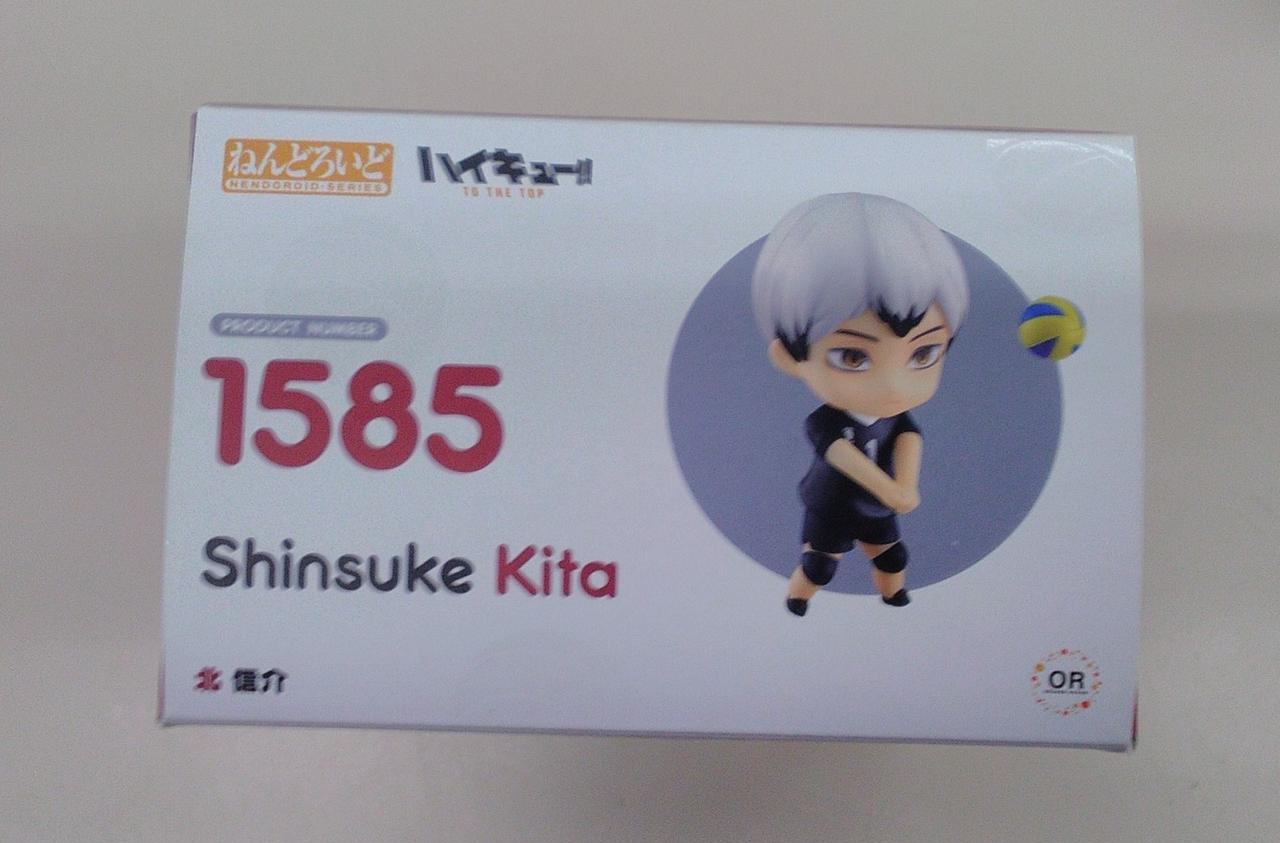 ねんどろいど
NENDOROID SERIES
ハイキュー!!
TO THE TOP
PRODUCT NUMBER
1585
1
Shinsuke Kita
北 信介
OR